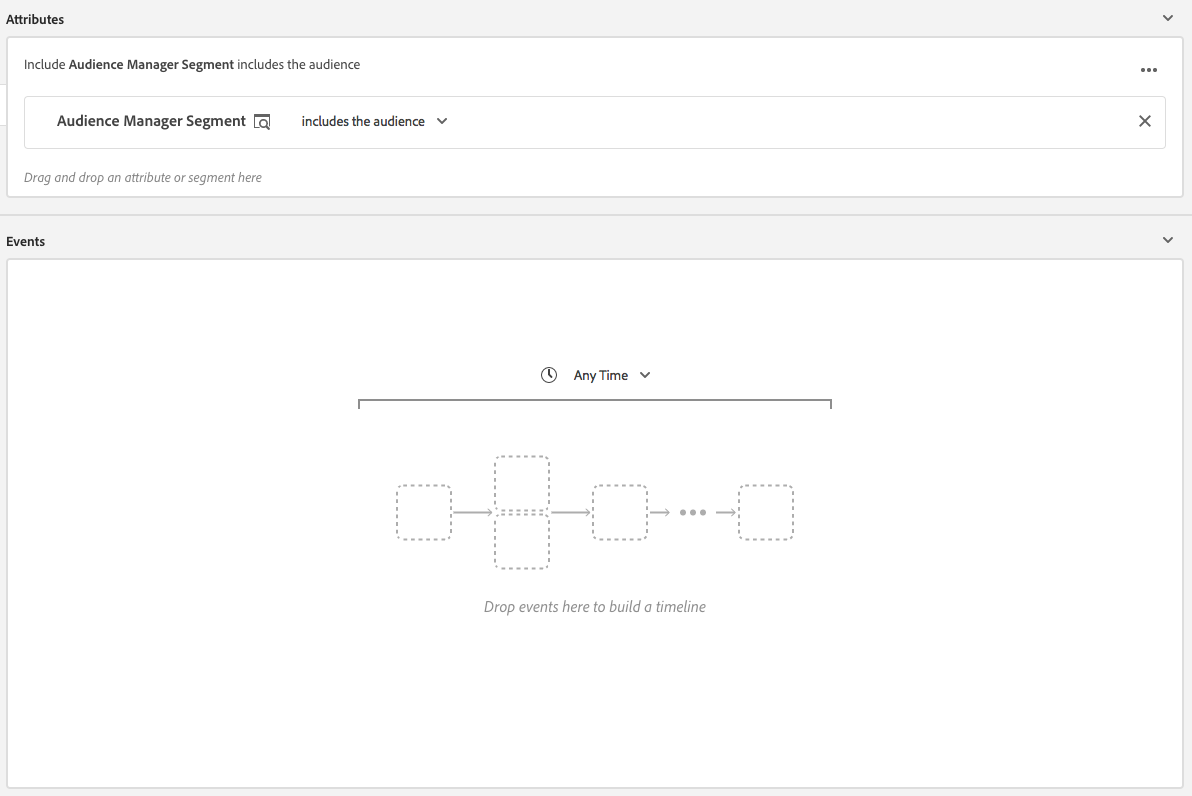 Attributes
Include Audience Manager Segment includes the audience
Audience Manager Segment includes the audience
Drag and drop an attribute or segment here
Events
Any Time
Drop events here to build a timeline